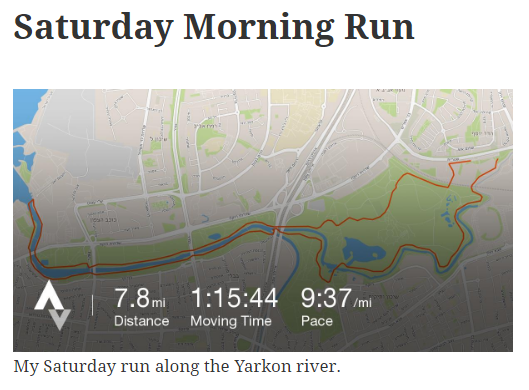 Saturday Morning Run
7.8mi 1:15:44 9:37/mi
Distance Moving Time Pace
My Saturday run along the Yarkon river.